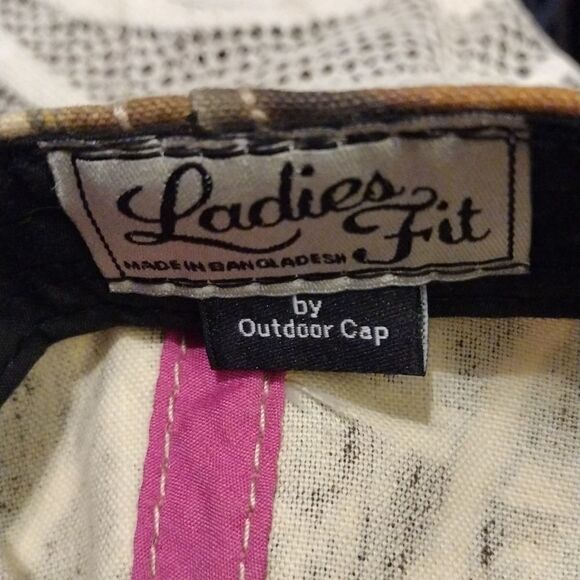 Ladies Fit
MADE IN BANGLADESH
by
Outdoor Cap